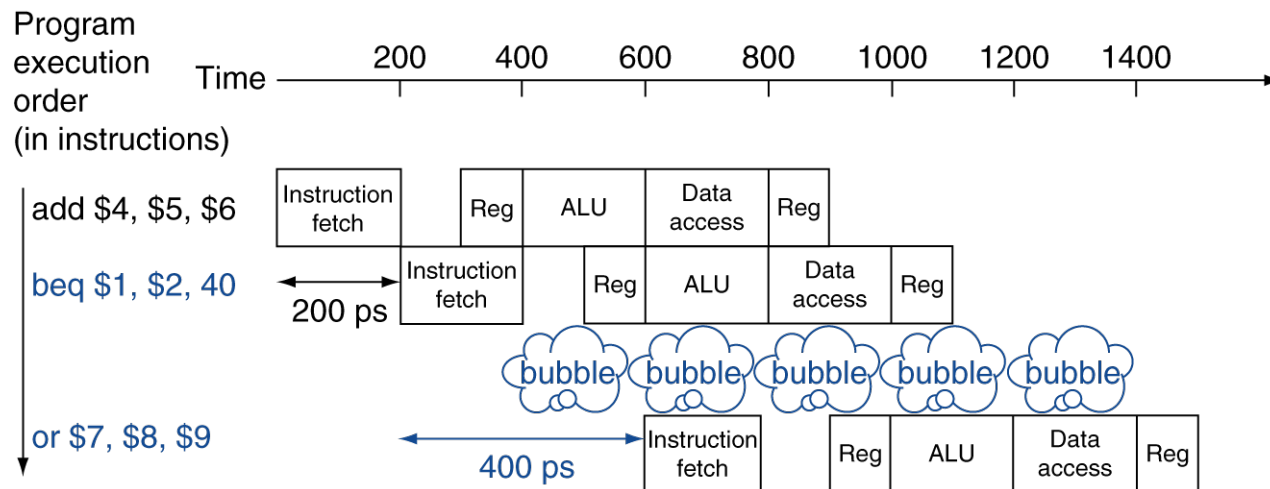 Program
execution
order
(in instructions)
Time
200 400 600 800 1000 1200 1400
add $4, $5, $6
Instruction
fetch
Reg
ALU
Data
access
Reg
beq $1, $2, 40
200 ps
Instruction
fetch
Reg
ALU
Data
access
Reg
bubble bubble bubble bubble bubble
or $7, $8, $9
400 ps
Instruction
fetch
Reg
ALU
Data
access
Reg